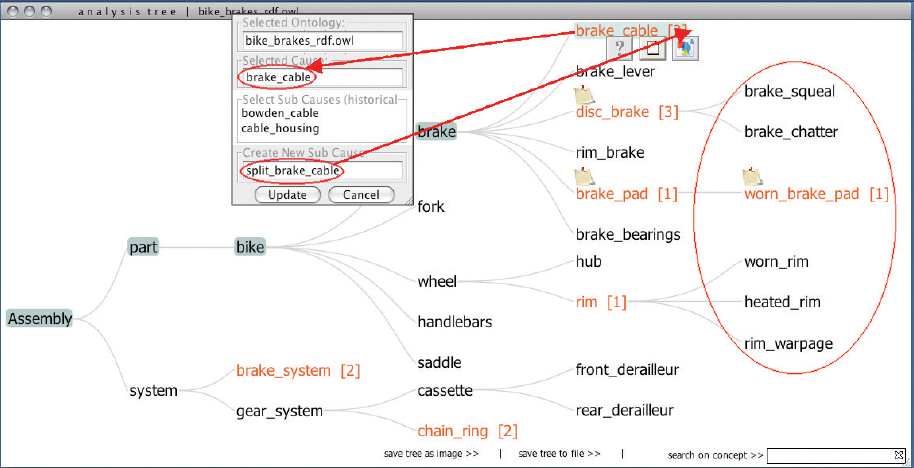 analysis tree | bike_brakes_rdf.owl
Selected Ontology:
bike_brakes_rdf.owl
Selected Cause:
brake_cable
Select Sub Causes (historical
bowden_cable
cable_housing
Create New Sub Cause
split_brake_cable
Update Cancel
brake_cable
?
brake_lever
disc_brake [3]
brake_squeal
brake_chatter
brake
rim_brake
brake_pad [1]
worn_brake_pad [1]
brake_bearings
fork
part
bike
wheel
hub
rim [1]
worn_rim
heated_rim
rim_warpage
Assembly
handlebars
saddle
system
brake_system [2]
gear_system
cassette
front_derailleur
rear_derailleur
chain_ring [2]
save tree as image >> | save tree to file >> | search on concept >>